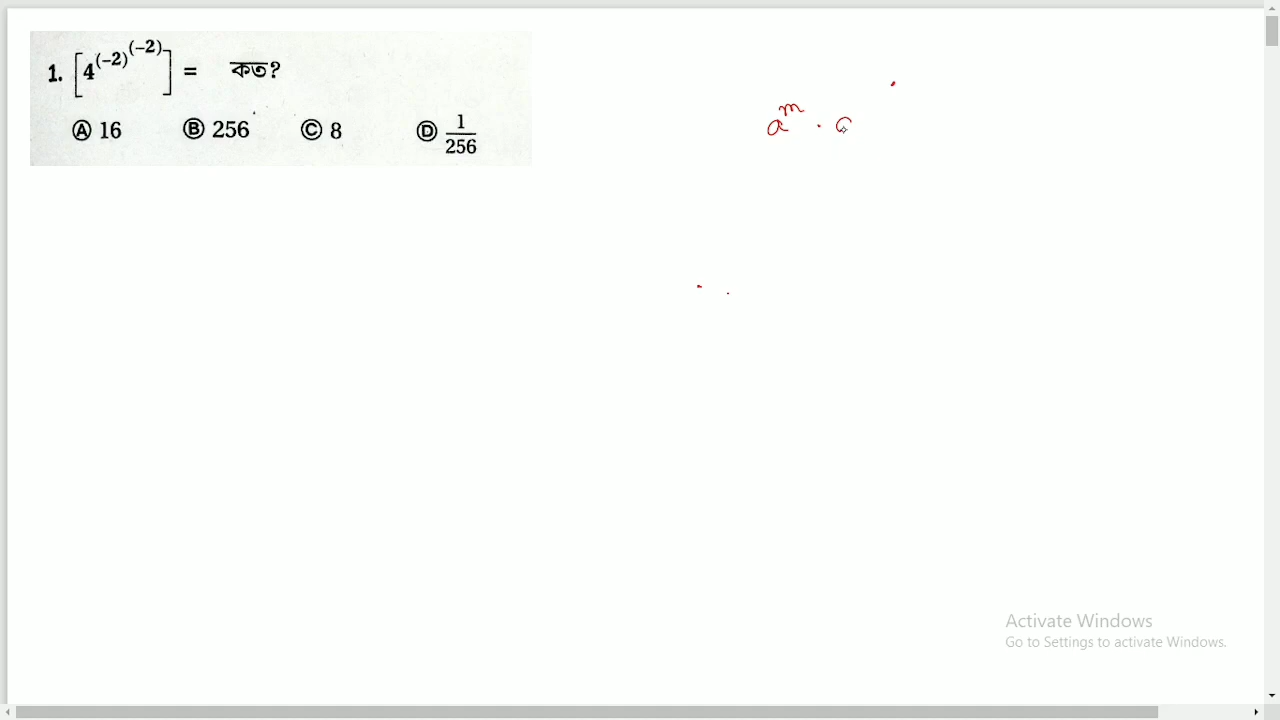 1. [4^(-2)^(-2)] = কত?
Ⓐ 16 Ⓑ 256 Ⓒ 8 Ⓓ 1/256
a^m .
Activate Windows
Go to Settings to activate Windows.